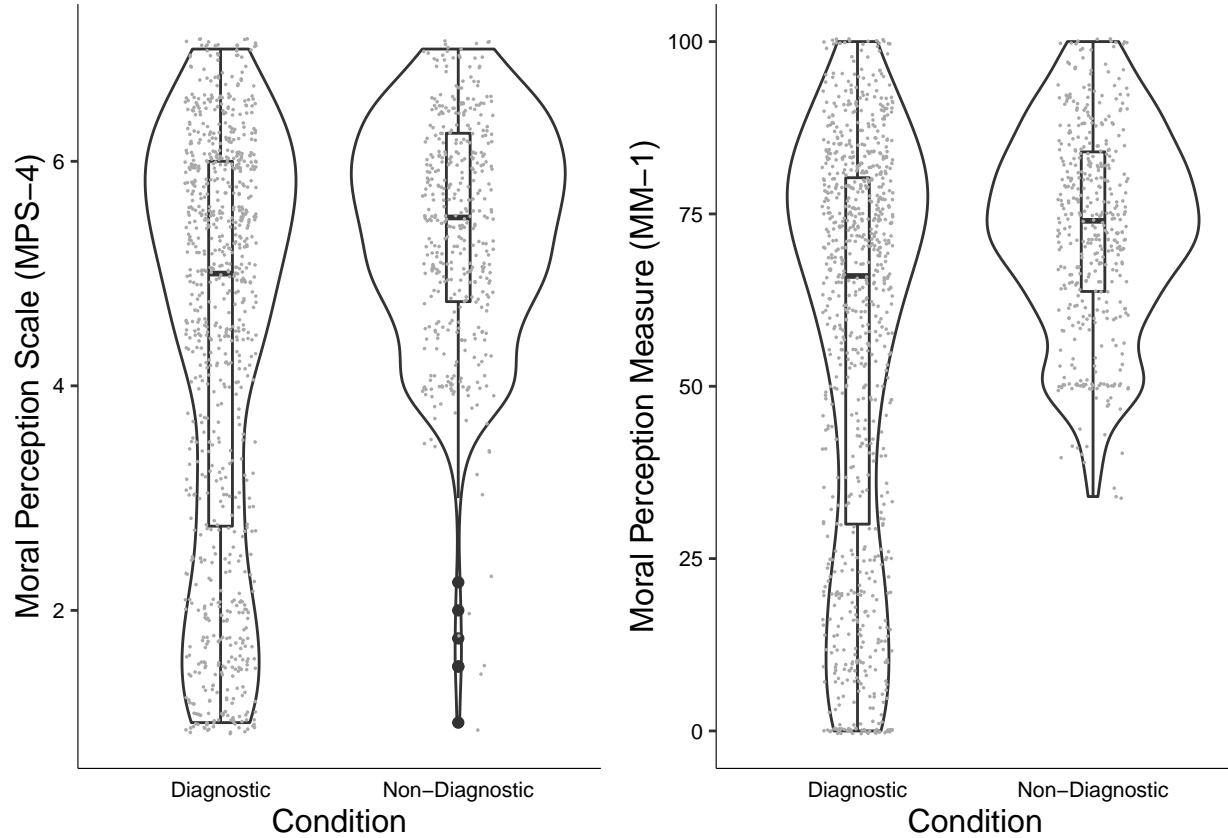 Moral Perception Scale (MPS−4)
6
4
2
Diagnostic
Non−Diagnostic
Condition
Moral Perception Measure (MM−1)
100
75
50
25
0
Diagnostic
Non−Diagnostic
Condition